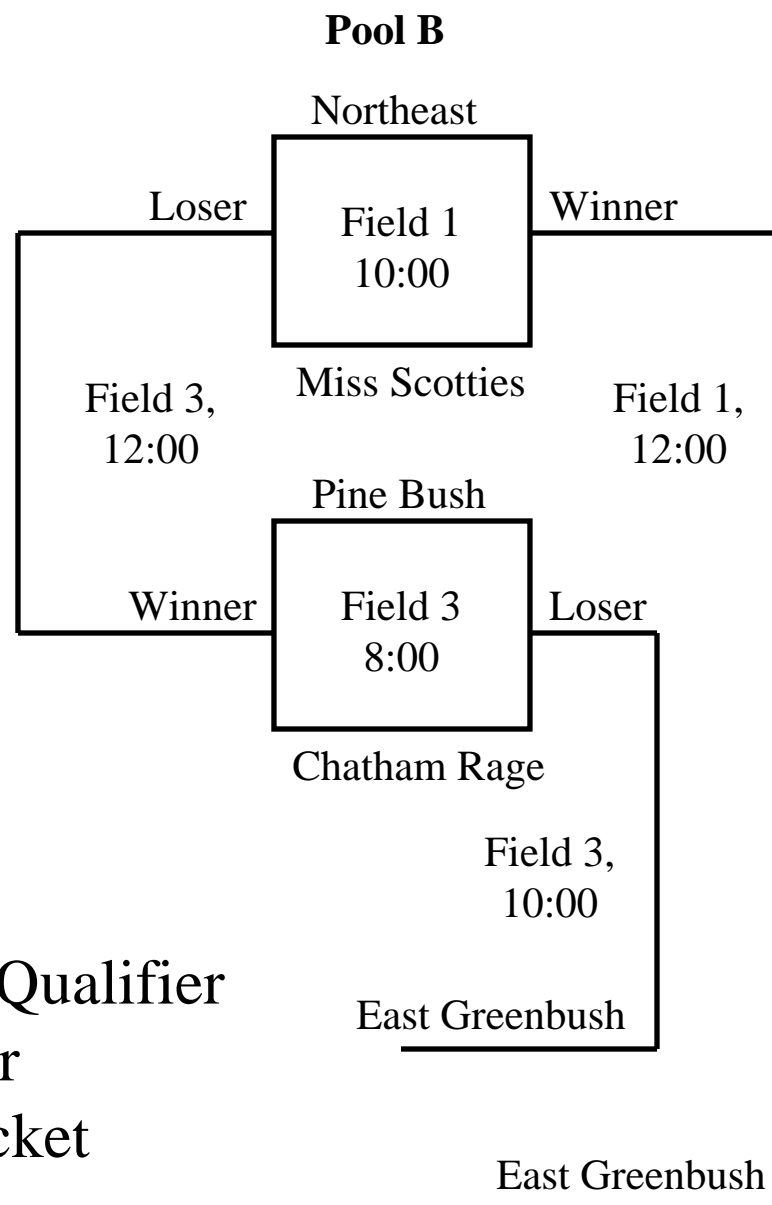 Pool B
Northeast
Loser
Winner
Field 1
10:00
Miss Scotties
Field 3,
12:00
Field 1,
12:00
Pine Bush
Winner
Loser
Field 3
8:00
Chatham Rage
Field 3,
10:00
Qualifier
East Greenbush
r
cket
East Greenbush